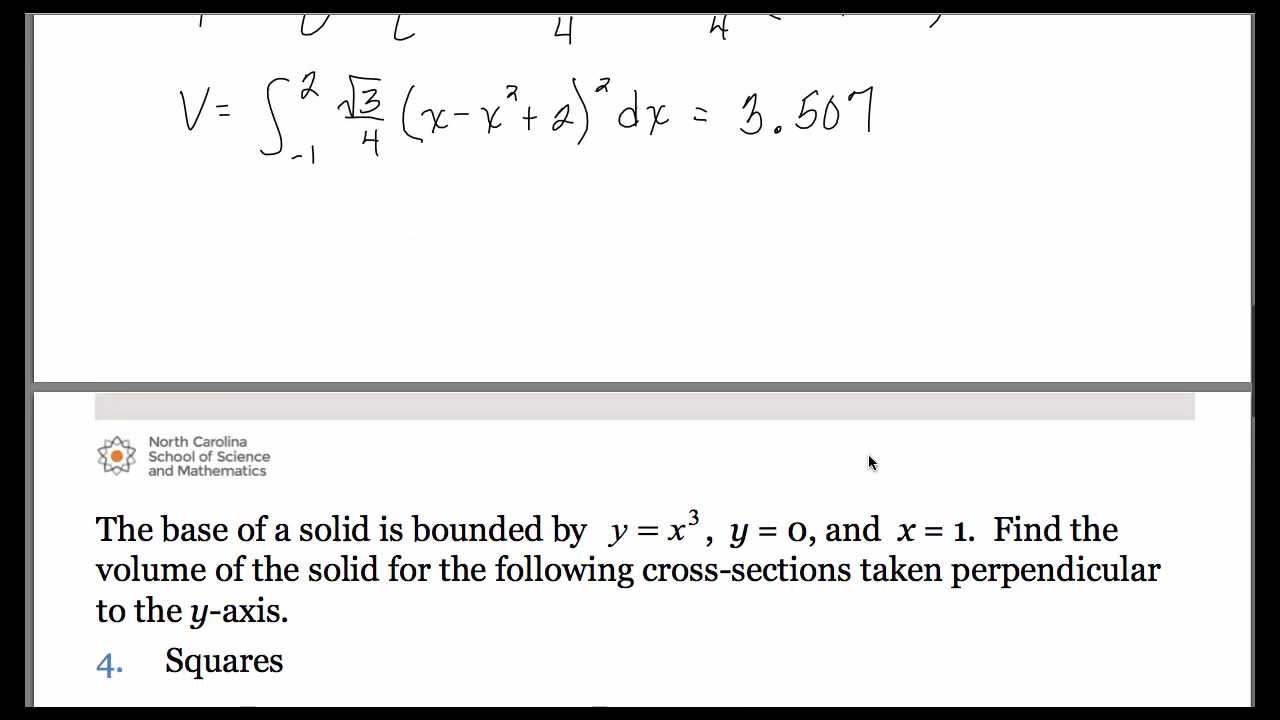 V = ∫₋₁² √3/4 (x - x² + 2)² dx = 3.507
North Carolina
School of Science
and Mathematics
The base of a solid is bounded by y = x³, y = 0, and x = 1. Find the
volume of the solid for the following cross-sections taken perpendicular
to the y-axis.
4. Squares